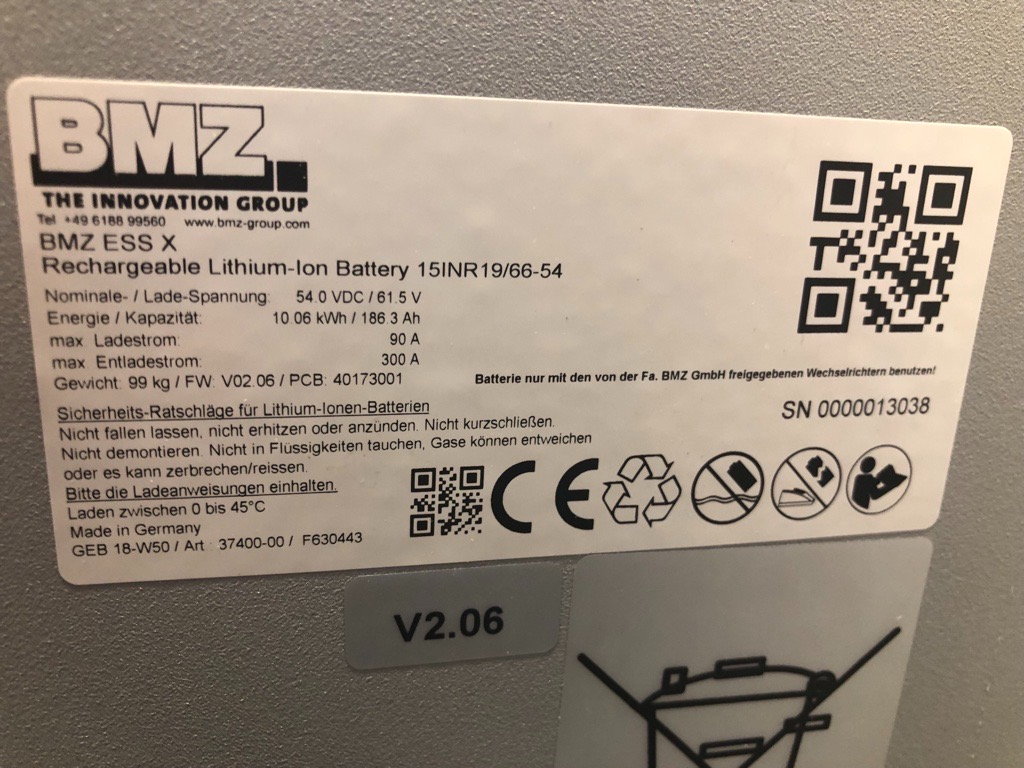 BMZ
THE INNOVATION GROUP
Tel +49 6188 99560 www.bmz-group.com
BMZ ESS X
Rechargeable Lithium-Ion Battery 15INR19/66-54
Nominale- / Lade-Spannung: 54.0 VDC / 61.5 V
Energie / Kapazität: 10.06 kWh / 186.3 Ah
max. Ladestrom: 90 A
max. Entladestrom: 300 A
Gewicht: 99 kg / FW: V02.06 / PCB: 40173001
Batterie nur mit den von der Fa. BMZ GmbH freigegebenen Wechselrichtern benutzen!
SN 0000013038
Sicherheits-Ratschläge für Lithium-Ionen-Batterien
Nicht fallen lassen, nicht erhitzen oder anzünden. Nicht kurzschließen.
Nicht demontieren. Nicht in Flüssigkeiten tauchen, Gase können entweichen
oder es kann zerbrechen/reissen.
Bitte die Ladeanweisungen einhalten.
Laden zwischen 0 bis 45°C
Made in Germany
GEB 18-W50 / Art.: 37400-00 / F630443
CE
V2.06